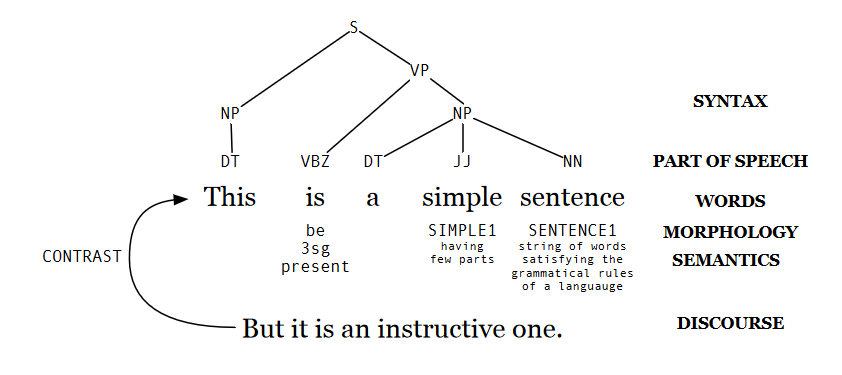 S
VP
SYNTAX
NP NP
DT VBZ DT JJ NN PART OF SPEECH
This is a simple sentence WORDS
be SIMPLE1 SENTENCE1 MORPHOLOGY
3sg having string of words
present few parts satisfying the SEMANTICS
CONTRAST grammatical rules
of a languauge
But it is an instructive one. DISCOURSE